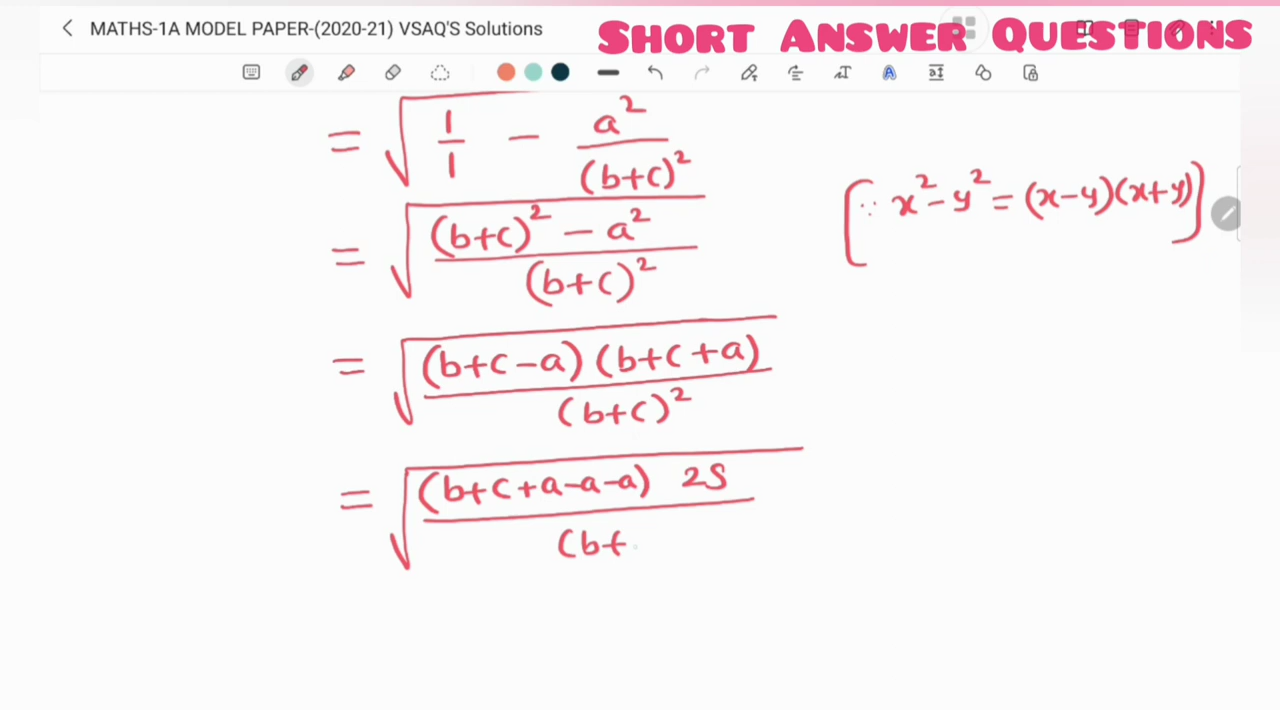 MATHS-1A MODEL PAPER-(2020-21) VSAQ'S Solutions
SHORT ANSWER QUESTIONS
= √(1/1 - a²/(b+c)²)
[∵ x² - y² = (x-y)(x+y)]
= √(((b+c)² - a²)/(b+c)²)
= √((b+c-a)(b+c+a)/(b+c)²)
= √((b+c+a-a-a) 2S/(b+